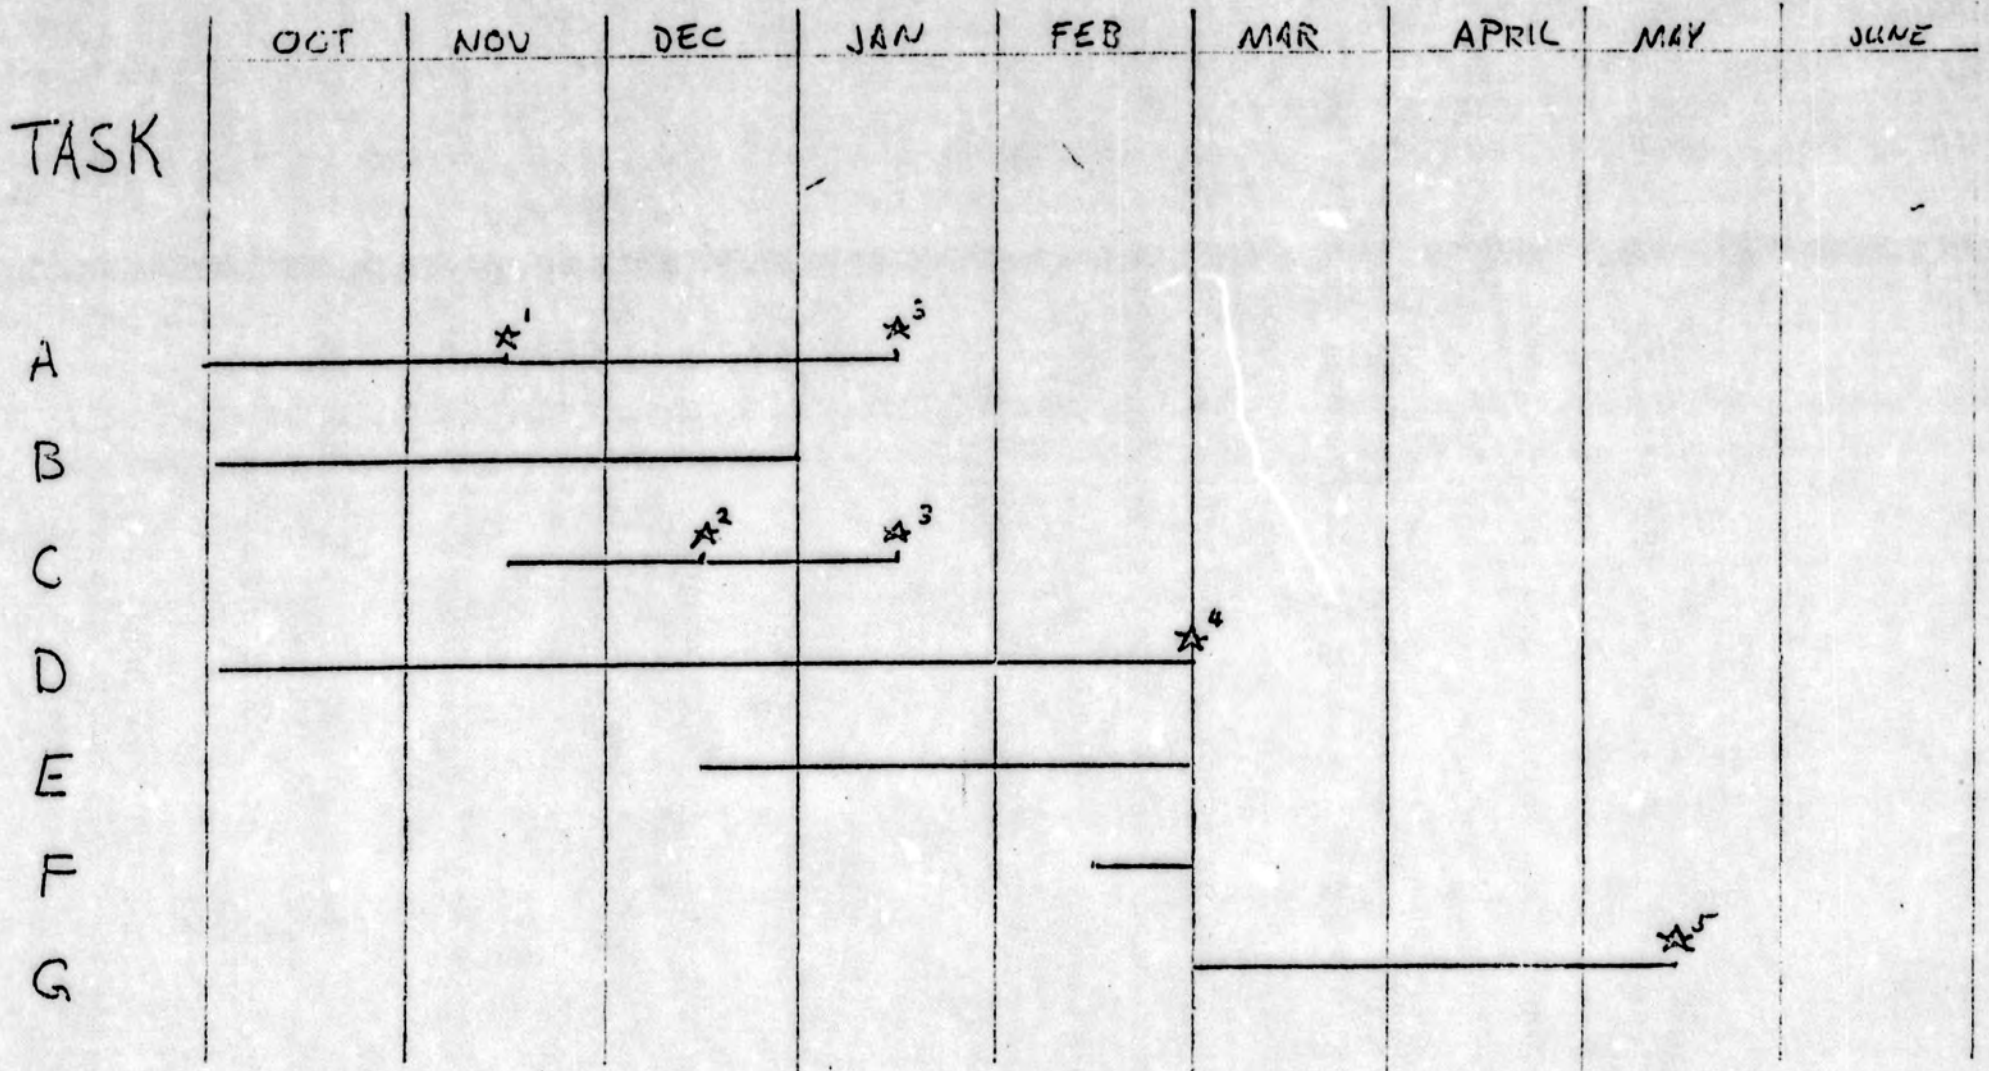 OCT NOV DEC JAN FEB MAR APRIL MAY JUNE
TASK
A ☆1 ☆3
B
C ☆2 ☆3
D ☆4
E
F
G ☆5